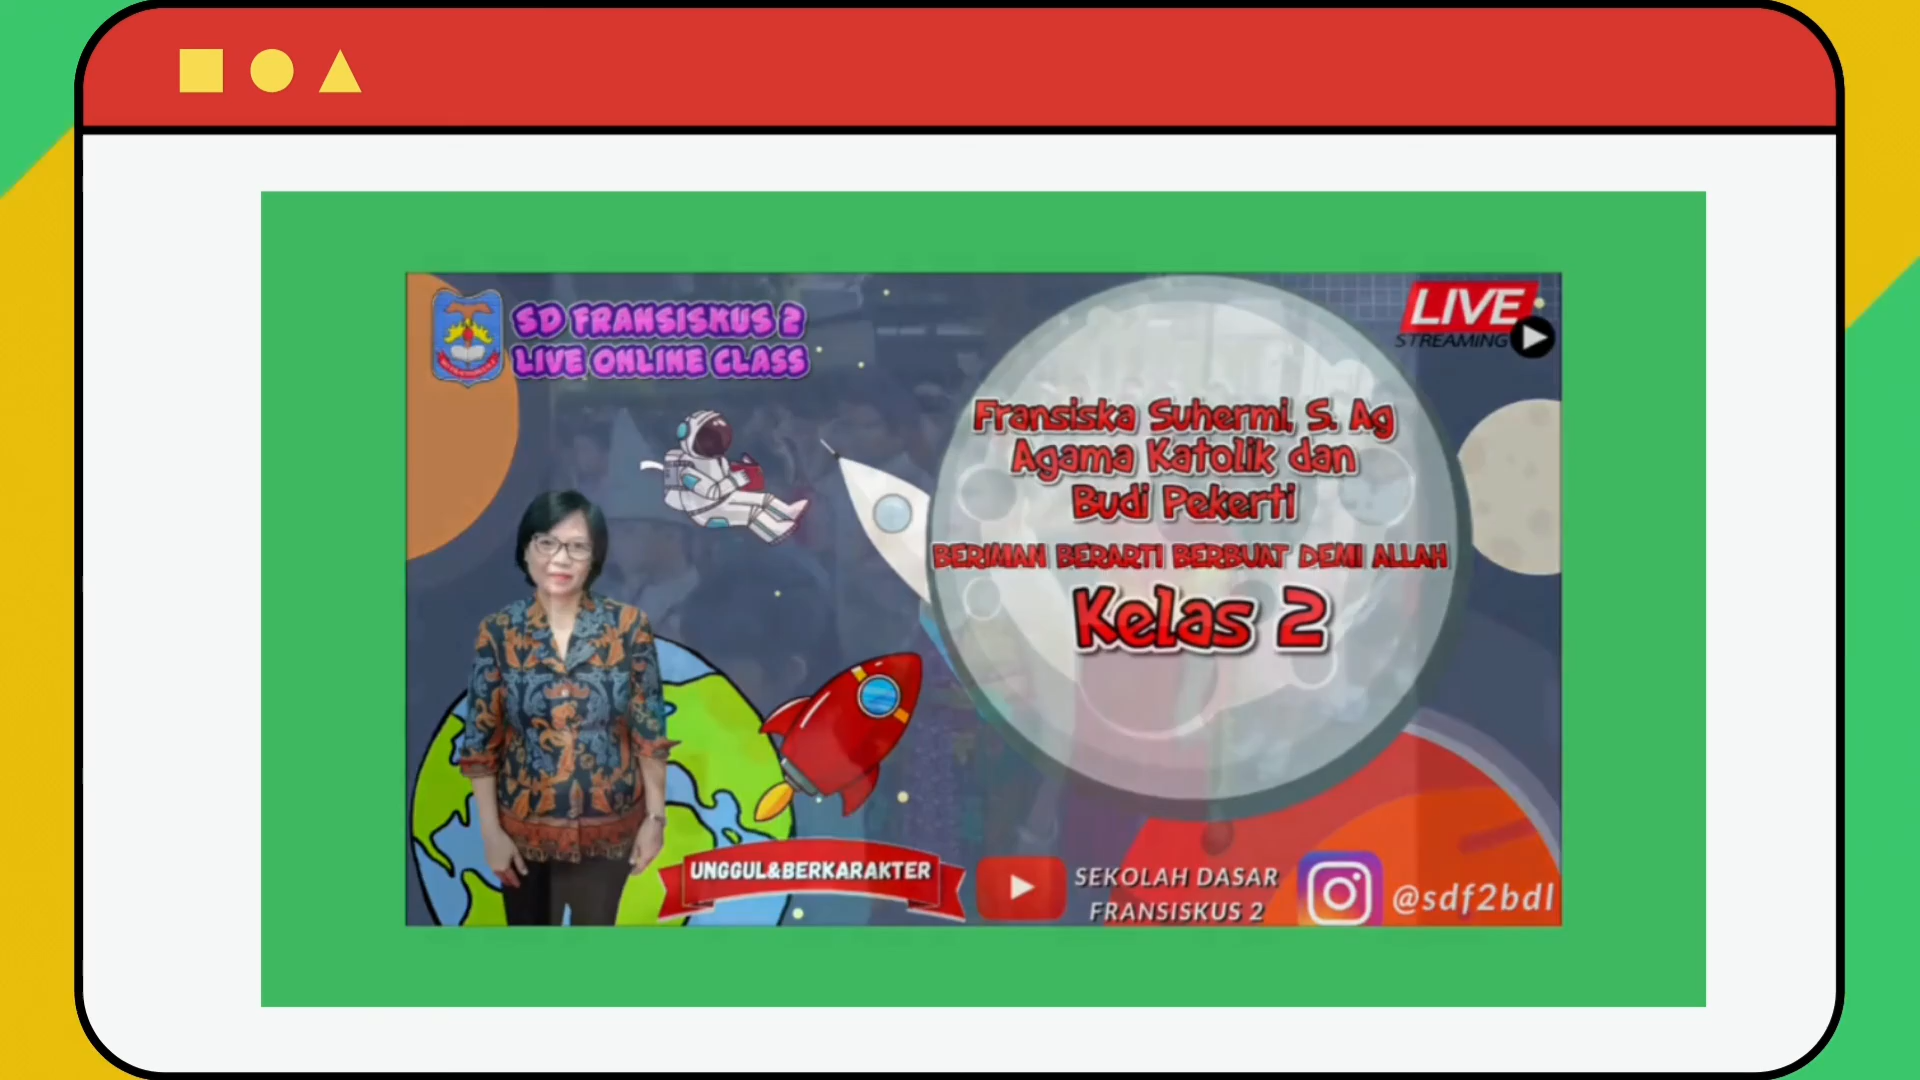 SD FRANSISKUS 2
LIVE ONLINE CLASS
LIVE
STREAMING
Fransiska Suhermi, S. Ag
Agama Katolik dan
Budi Pekerti
BERIMAN BERARTI BERBUAT DEMI ALLAH
Kelas 2
UNGGUL&BERKARAKTER
SEKOLAH DASAR
FRANSISKUS 2
@sdf2bdl